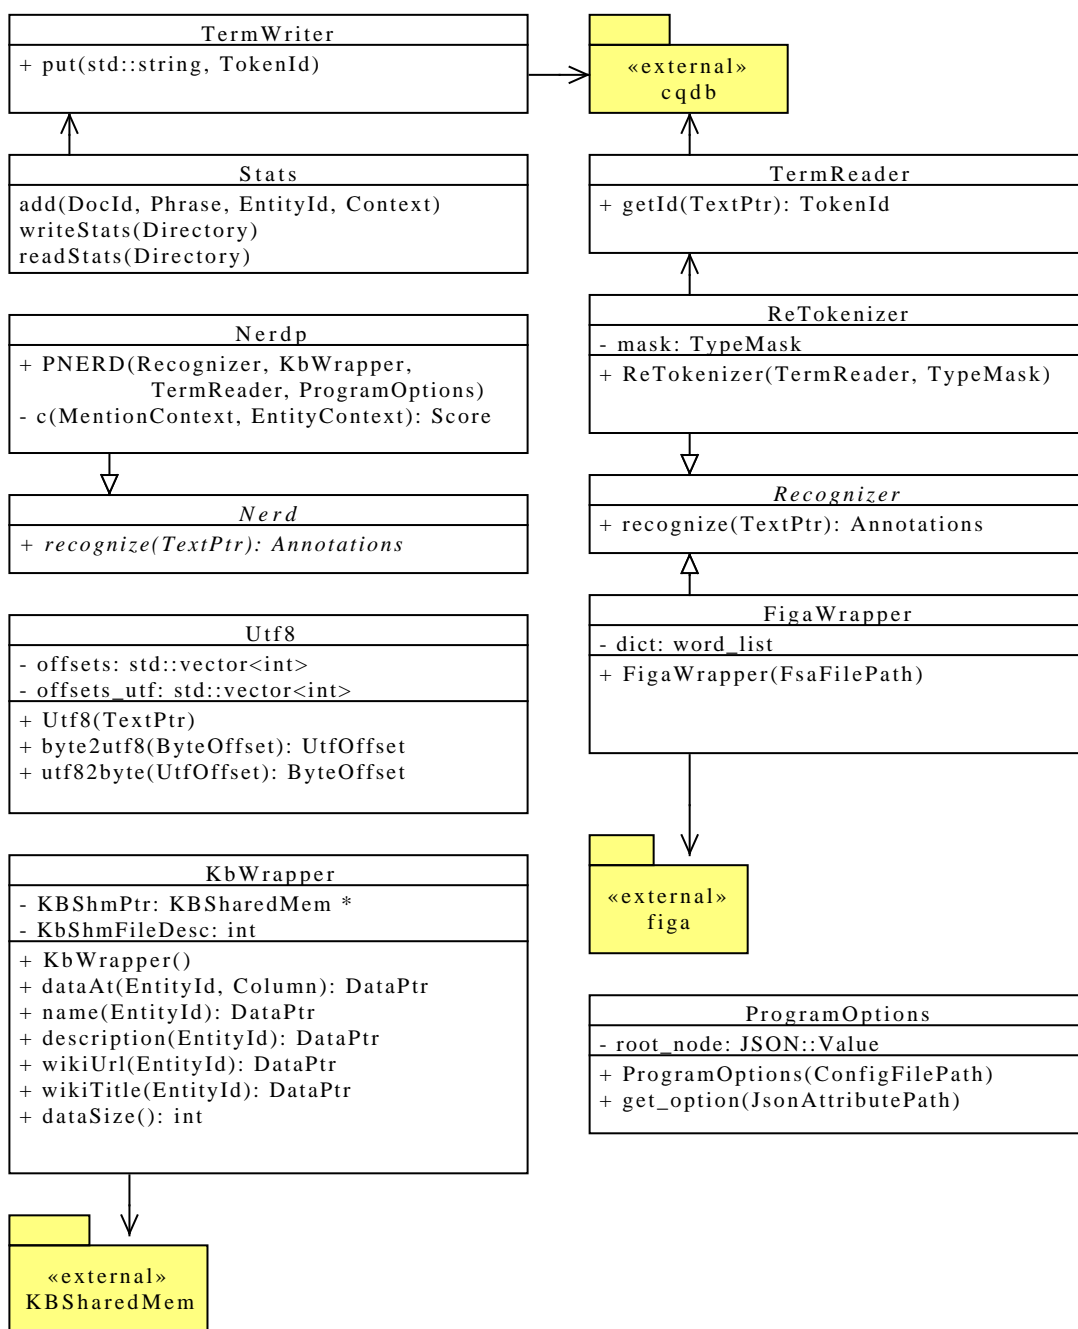 TermWriter
+ put(std::string, TokenId)
«external»
cqdb
Stats
add(DocId, Phrase, EntityId, Context)
writeStats(Directory)
readStats(Directory)
TermReader
+ getId(TextPtr): TokenId
Nerdp
+ PNERD(Recognizer, KbWrapper,
TermReader, ProgramOptions)
- c(MentionContext, EntityContext): Score
ReTokenizer
- mask: TypeMask
+ ReTokenizer(TermReader, TypeMask)
Nerd
+ recognize(TextPtr): Annotations
Recognizer
+ recognize(TextPtr): Annotations
Utf8
- offsets: std::vector<int>
- offsets_utf: std::vector<int>
+ Utf8(TextPtr)
+ byte2utf8(ByteOffset): UtfOffset
+ utf82byte(UtfOffset): ByteOffset
FigaWrapper
- dict: word_list
+ FigaWrapper(FsaFilePath)
KbWrapper
- KBShmPtr: KBSharedMem *
- KbShmFileDesc: int
+ KbWrapper()
+ dataAt(EntityId, Column): DataPtr
+ name(EntityId): DataPtr
+ description(EntityId): DataPtr
+ wikiUrl(EntityId): DataPtr
+ wikiTitle(EntityId): DataPtr
+ dataSize(): int
«external»
figa
ProgramOptions
- root_node: JSON::Value
+ ProgramOptions(ConfigFilePath)
+ get_option(JsonAttributePath)
«external»
KBSharedMem